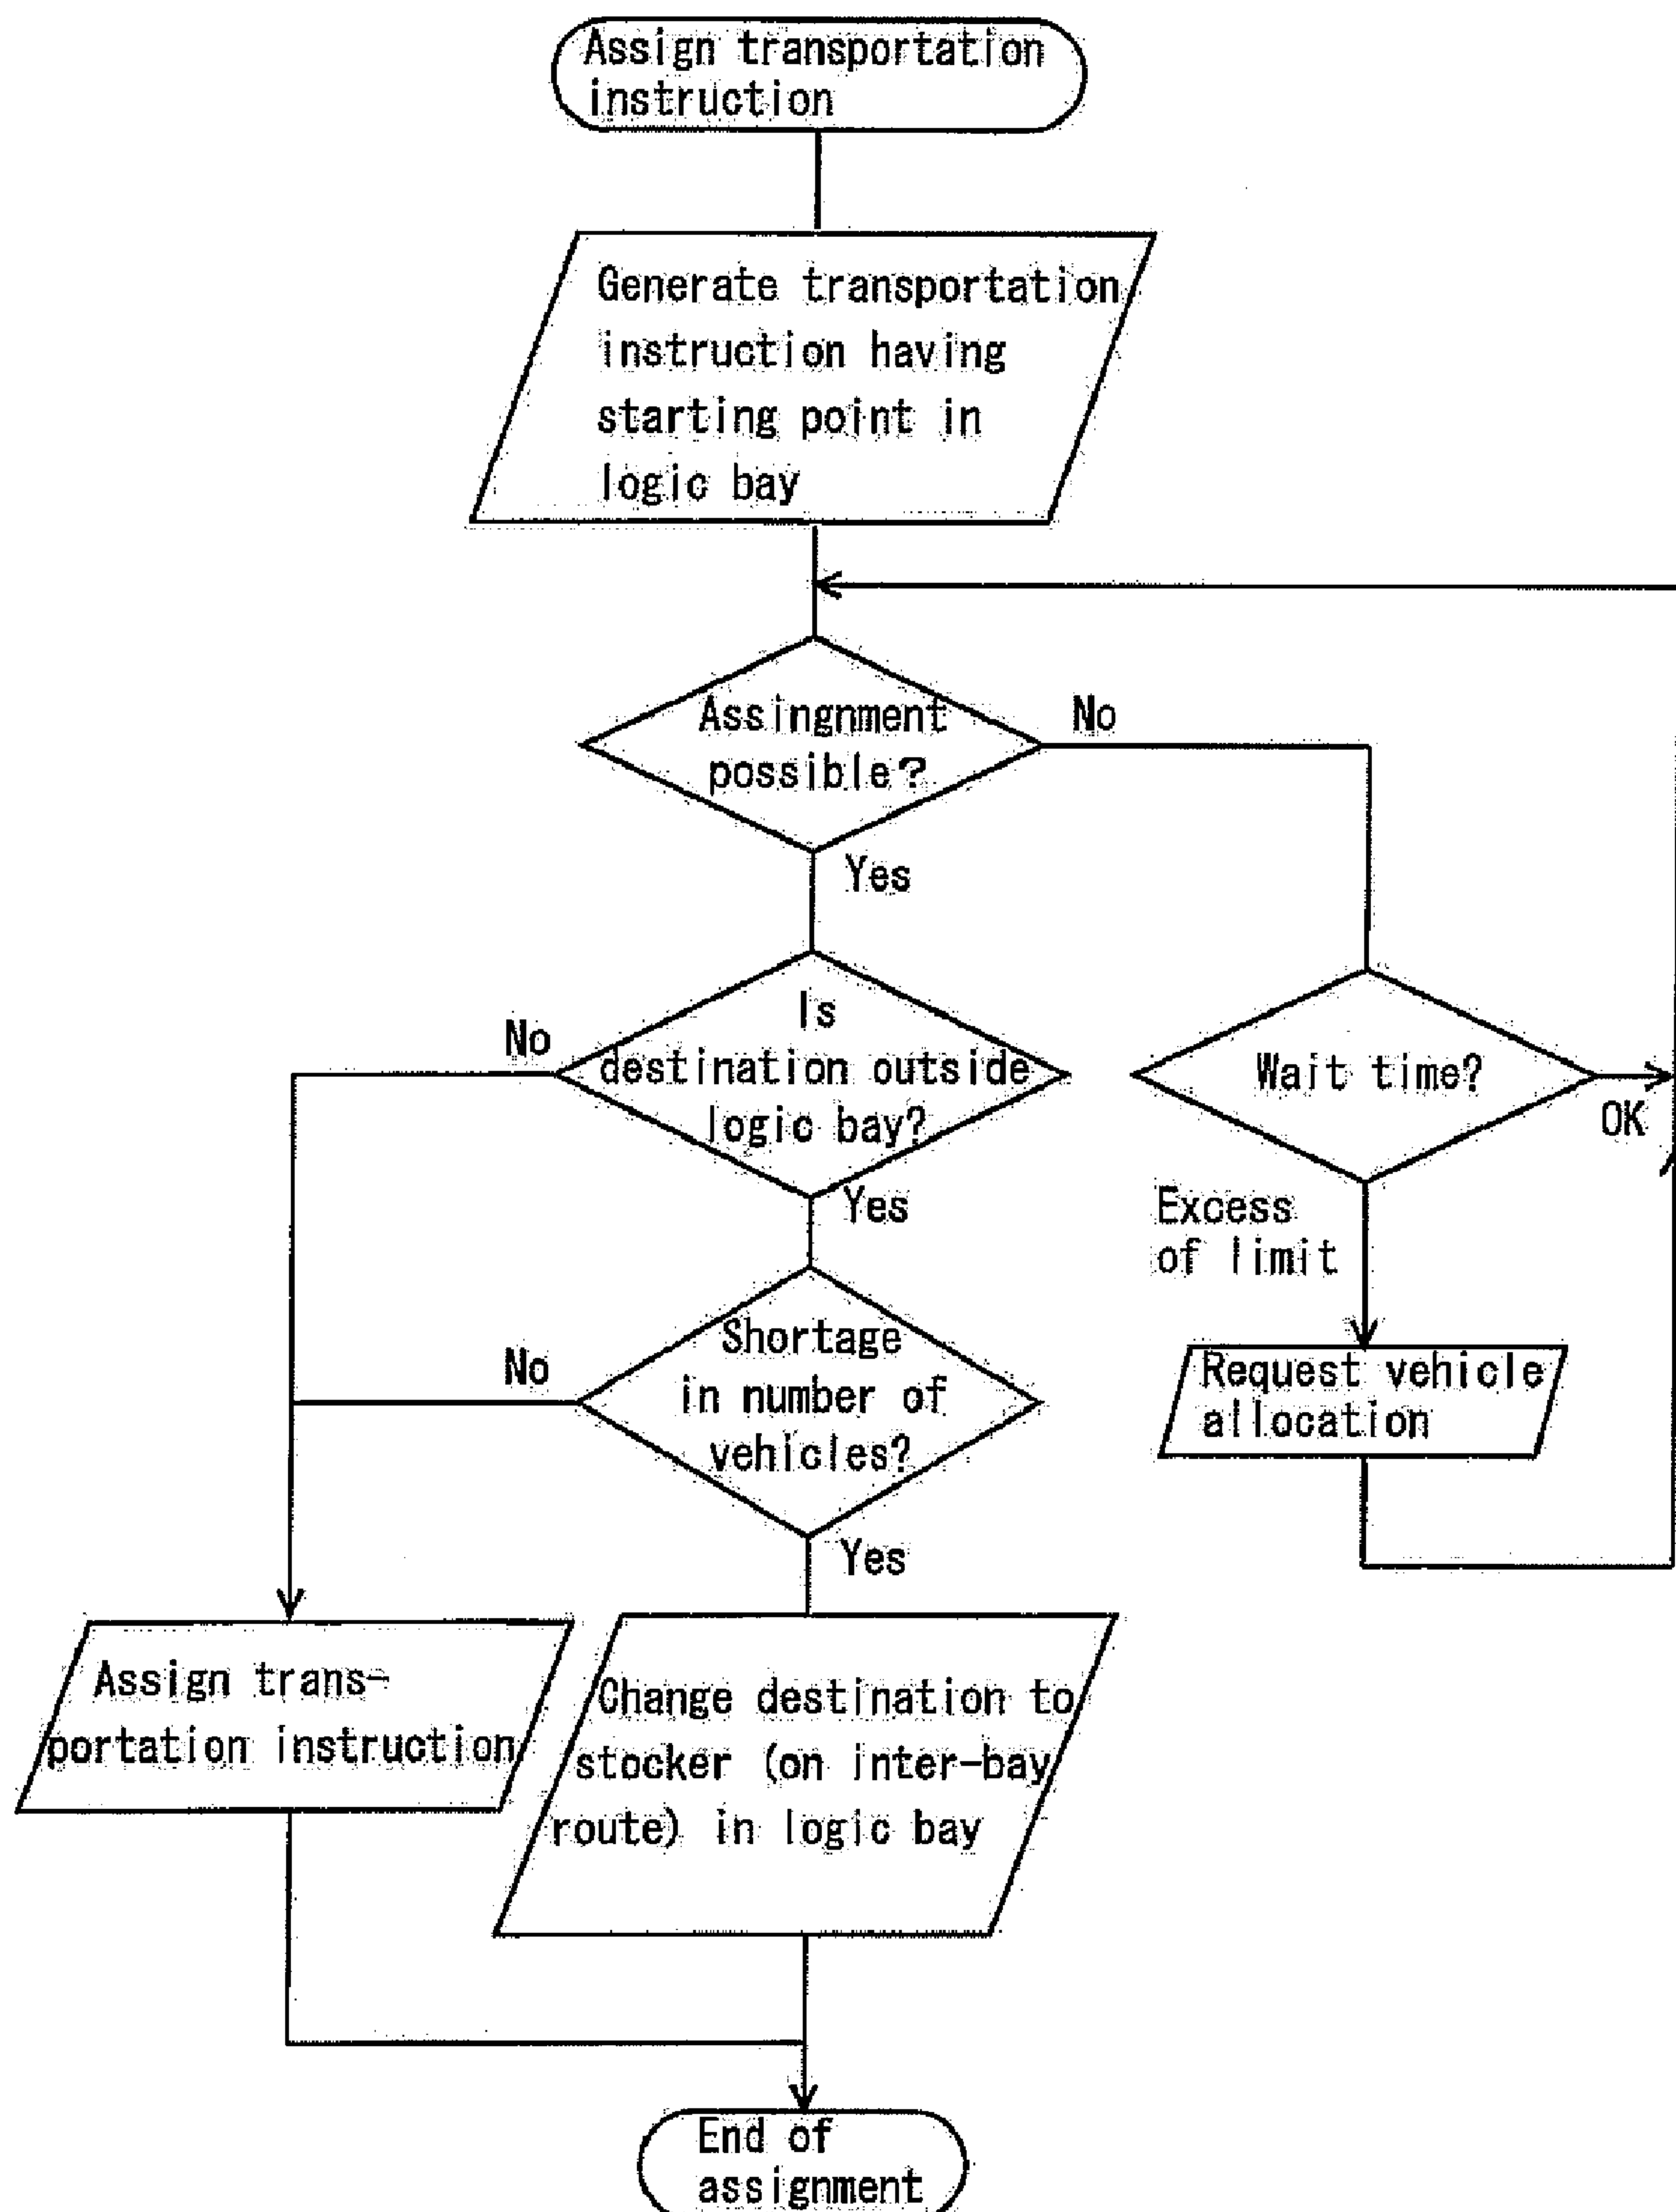 Assign transportation
instruction
Generate transportation
instruction having
starting point in
logic bay
Assingnment
possible?
No
Yes
Is
destination outside
logic bay?
No
Yes
Wait time?
OK
Excess
of limit
Request vehicle
allocation
Shortage
in number of
vehicles?
No
Yes
Assign trans-
portation instruction
Change destination to
stocker (on inter-bay
route) in logic bay
End of
assignment